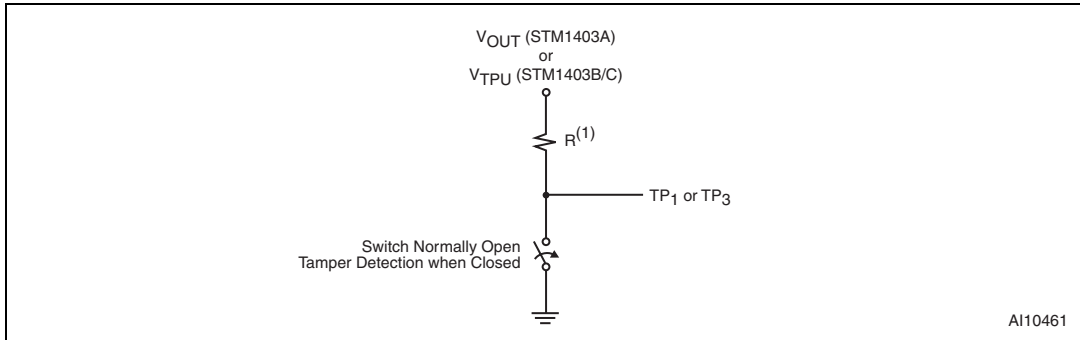 VOUT (STM1403A)
or
VTPU (STM1403B/C)
R(1)
TP1 or TP3
Switch Normally Open
Tamper Detection when Closed
AI10461